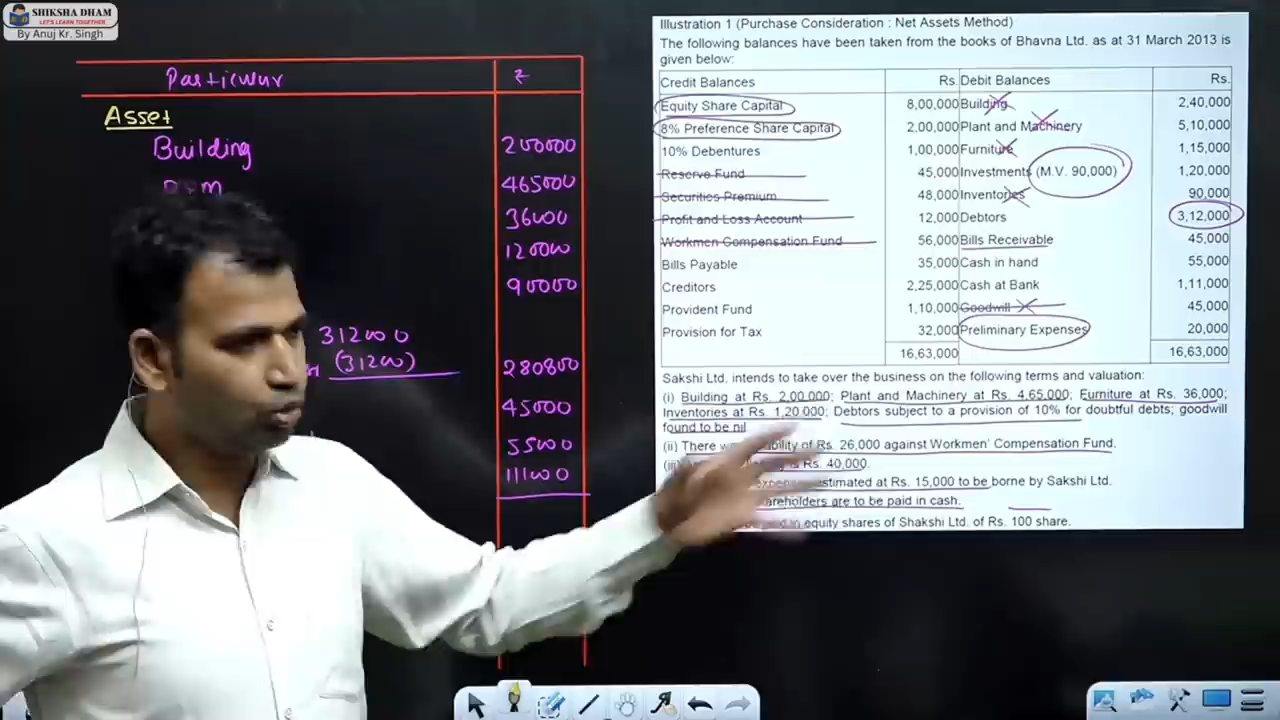 SHIKSHA DHAM
LET'S LEARN TOGETHER
By Anuj Kr. Singh
Particular ₹
Asset
Building 200000
P&M 465000
36000
120000
90000
312000
(31200)
280800
45000
55000
111000
Illustration 1 (Purchase Consideration : Net Assets Method)
The following balances have been taken from the books of Bhavna Ltd. as at 31 March 2013 is
given below:
Credit Balances Rs. Debit Balances Rs.
Equity Share Capital 8,00,000 Building 2,40,000
8% Preference Share Capital 2,00,000 Plant and Machinery 5,10,000
10% Debentures 1,00,000 Furniture 1,15,000
Reserve Fund 45,000 Investments (M.V. 90,000) 1,20,000
Securities Premium 48,000 Inventories 90,000
Profit and Loss Account 12,000 Debtors 3,12,000
Workmen Compensation Fund 56,000 Bills Receivable 45,000
Bills Payable 35,000 Cash in hand 55,000
Creditors 2,25,000 Cash at Bank 1,11,000
Provident Fund 1,10,000 Goodwill 45,000
Provision for Tax 32,000 Preliminary Expenses 20,000
16,63,000 16,63,000
Sakshi Ltd. intends to take over the business on the following terms and valuation:
(i) Building at Rs. 2,00,000; Plant and Machinery at Rs. 4,65,000; Furniture at Rs. 36,000;
Inventories at Rs. 1,20,000; Debtors subject to a provision of 10% for doubtful debts; goodwill
found to be nil
(ii) There of Rs. 26,000 against Workmen' Compensation Fund.
Rs. 40,000.
estimated at Rs. 15,000 to be borne by Sakshi Ltd.
are to be paid in cash.
in equity shares of Shakshi Ltd. of Rs. 100 share.